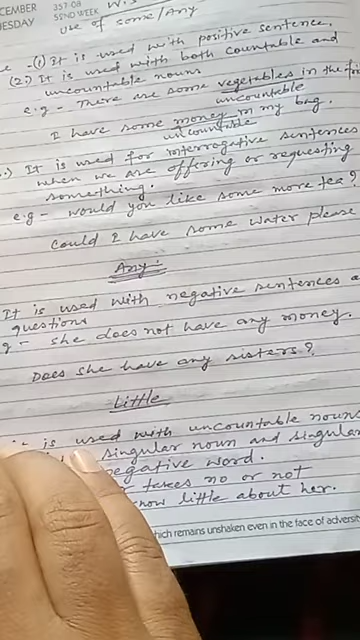 CEMBER 357-08
ESDAY 52ND WEEK
Use of some/Any
-(1) It is used with positive sentence.
(2) It is used with both countable and
uncountable nouns
e.g - There are some vegetables in the fri
uncountable
I have some money in my bag.
uncountable
.) It is used for interrogative sentences
when we are offering or requesting
something.
e.g - would you like some more tea?
Could I have some water please
Any:
It is used with negative sentences a
questions
g - she does not have any money.
Does she have any sisters?
Little
is used with uncountable nouns
singular noun and singular
negative word.
takes no or not
know little about her.
hich remains unshaken even in the face of adversi